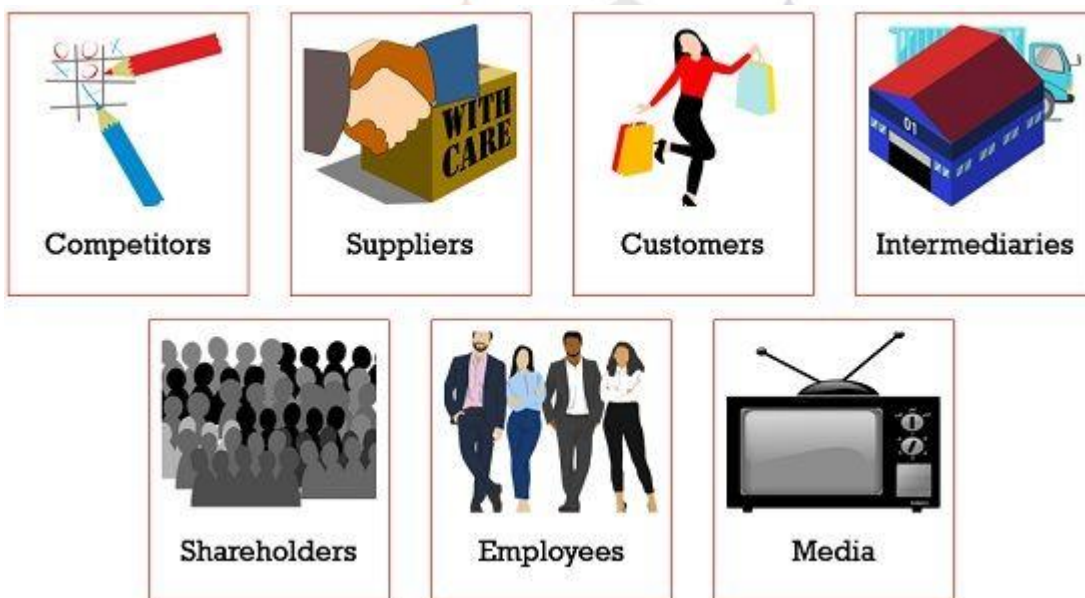 WITH
CARE
01
Competitors
Suppliers
Customers
Intermediaries
Shareholders
Employees
Media